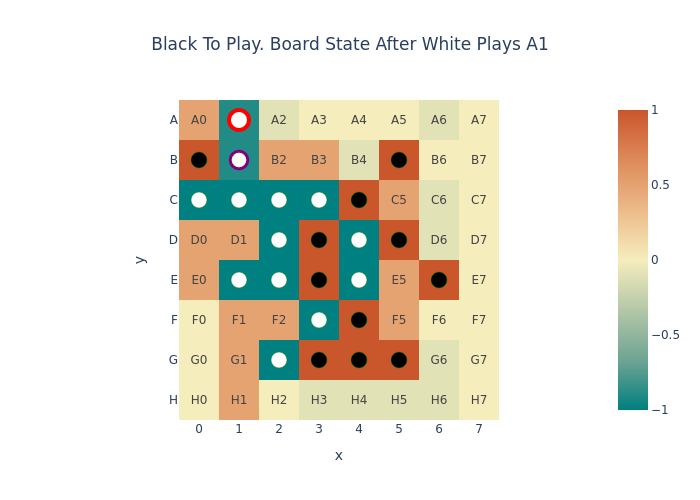 Black To Play. Board State After White Plays A1
A A0 A2 A3 A4 A5 A6 A7
B B2 B3 B4 B6 B7
C C5 C6 C7
D D0 D1 D6 D7
E E0 E5 E7
F F0 F1 F2 F5 F6 F7
G G0 G1 G6 G7
H H0 H1 H2 H3 H4 H5 H6 H7
0 1 2 3 4 5 6 7
x
y
1
0.5
0
−0.5
−1